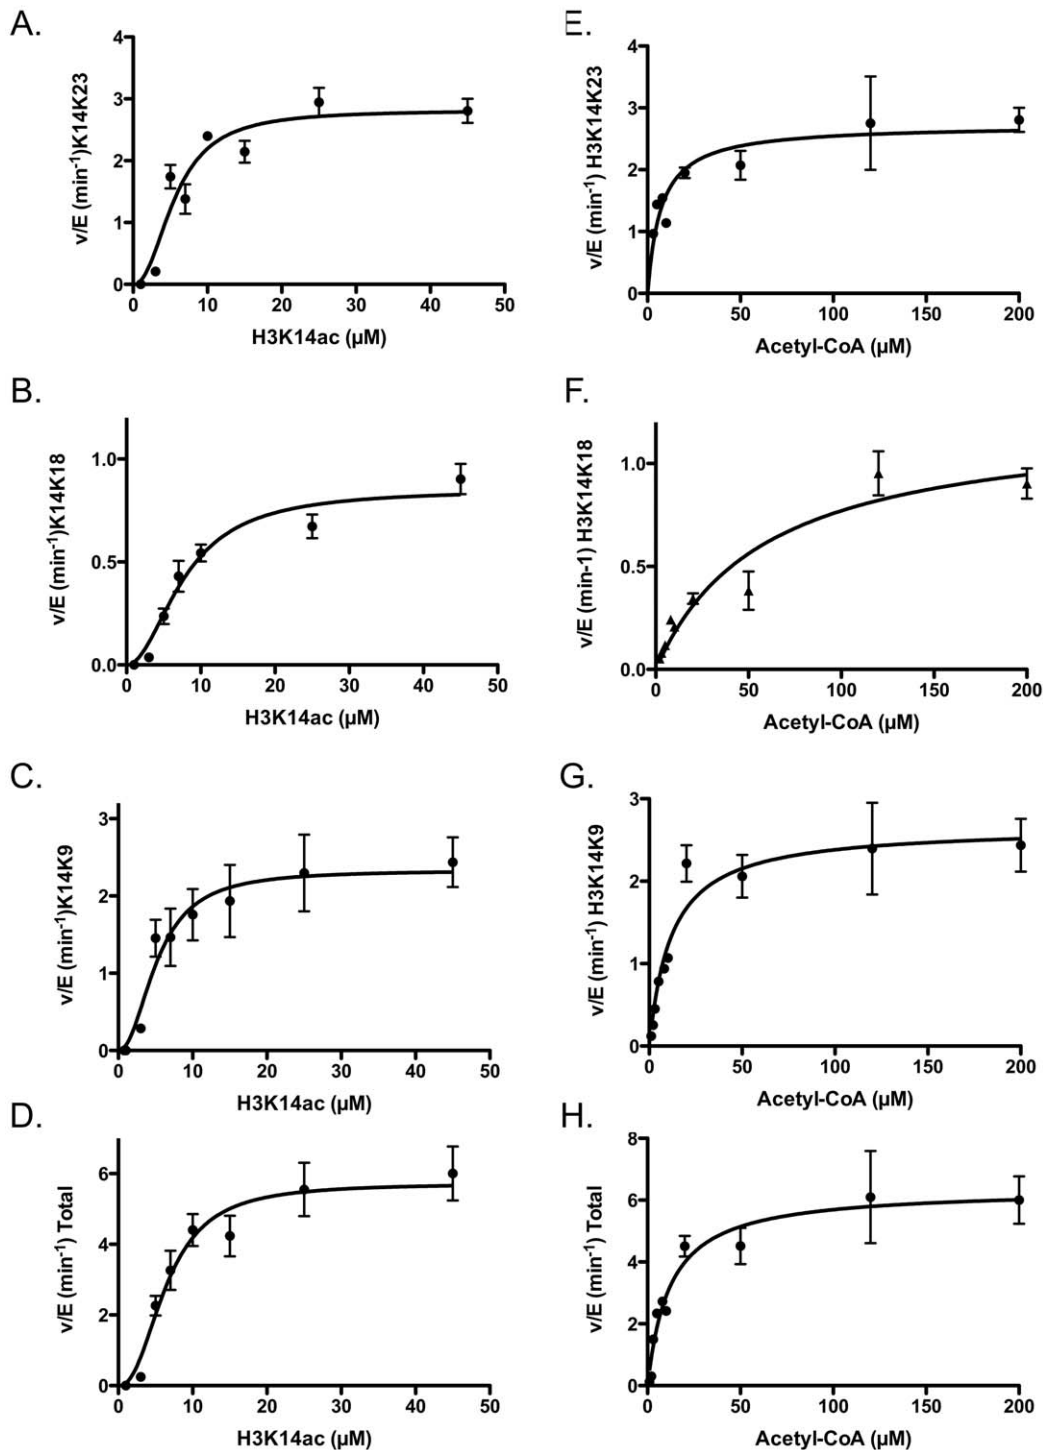 A.
v/E (min⁻¹)K14K23
4
3
2
1
0
0 10 20 30 40 50
H3K14ac (μM)
E.
v/E (min⁻¹) H3K14K23
4
3
2
1
0
0 50 100 150 200
Acetyl-CoA (μM)
B.
v/E (min⁻¹)K14K18
1.0
0.5
0.0
0 10 20 30 40 50
H3K14ac (μM)
F.
v/E (min-1) H3K14K18
1.0
0.5
0.0
0 50 100 150 200
Acetyl-CoA (μM)
C.
v/E (min⁻¹)K14K9
3
2
1
0
0 10 20 30 40 50
H3K14ac (μM)
G.
v/E (min⁻¹) H3K14K9
3
2
1
0
0 50 100 150 200
Acetyl-CoA (μM)
D.
v/E (min⁻¹) Total
6
4
2
0
0 10 20 30 40 50
H3K14ac (μM)
H.
v/E (min⁻¹) Total
8
6
4
2
0
0 50 100 150 200
Acetyl-CoA (μM)